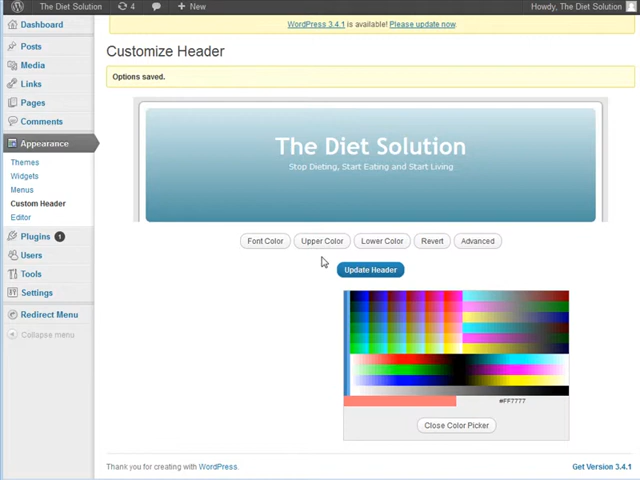 The Diet Solution 4 + New Howdy, The Diet Solution
WordPress 3.4.1 is available! Please update now.
Dashboard
Posts
Media
Links
Pages
Comments
Appearance
Themes
Widgets
Menus
Custom Header
Editor
Plugins 1
Users
Tools
Settings
Redirect Menu
Collapse menu
Customize Header
Options saved.
The Diet Solution
Stop Dieting, Start Eating and Start Living
Font Color Upper Color Lower Color Revert Advanced
Update Header
#FF7777
Close Color Picker
Thank you for creating with WordPress. Get Version 3.4.1